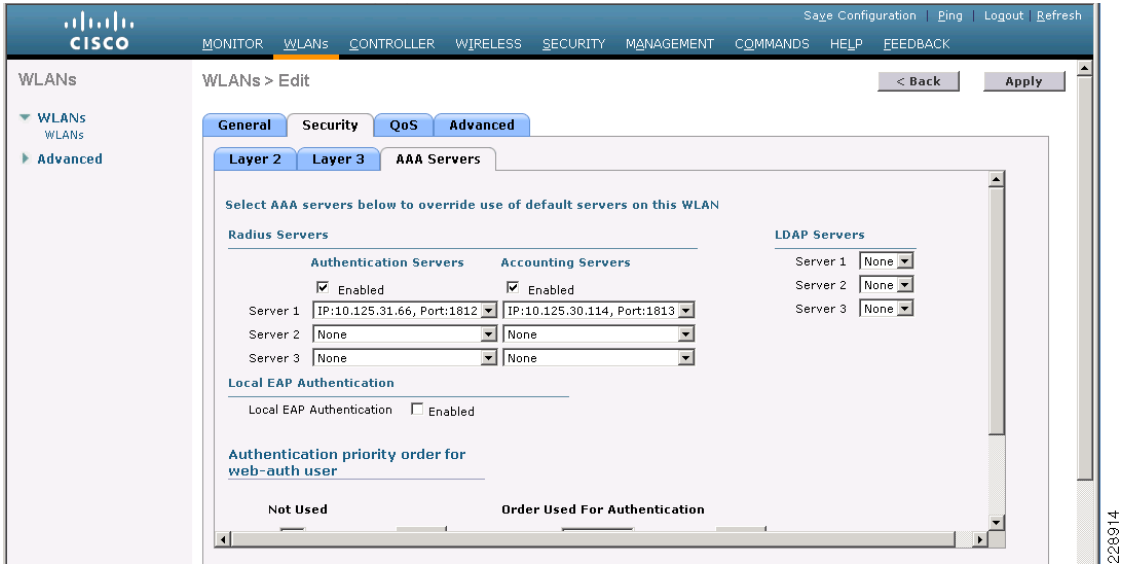 Save Configuration | Ping | Logout | Refresh
CISCO
MONITOR WLANs CONTROLLER WIRELESS SECURITY MANAGEMENT COMMANDS HELP FEEDBACK
WLANs
WLANs > Edit
< Back
Apply
WLANs
WLANs
Advanced
General Security QoS Advanced
Layer 2 Layer 3 AAA Servers
Select AAA servers below to override use of default servers on this WLAN
Radius Servers
LDAP Servers
Authentication Servers Accounting Servers
Server 1 None
Enabled Enabled
Server 2 None
Server 1 IP:10.125.31.66, Port:1812 IP:10.125.30.114, Port:1813
Server 3 None
Server 2 None None
Server 3 None None
Local EAP Authentication
Local EAP Authentication Enabled
Authentication priority order for
web-auth user
Not Used Order Used For Authentication
228914